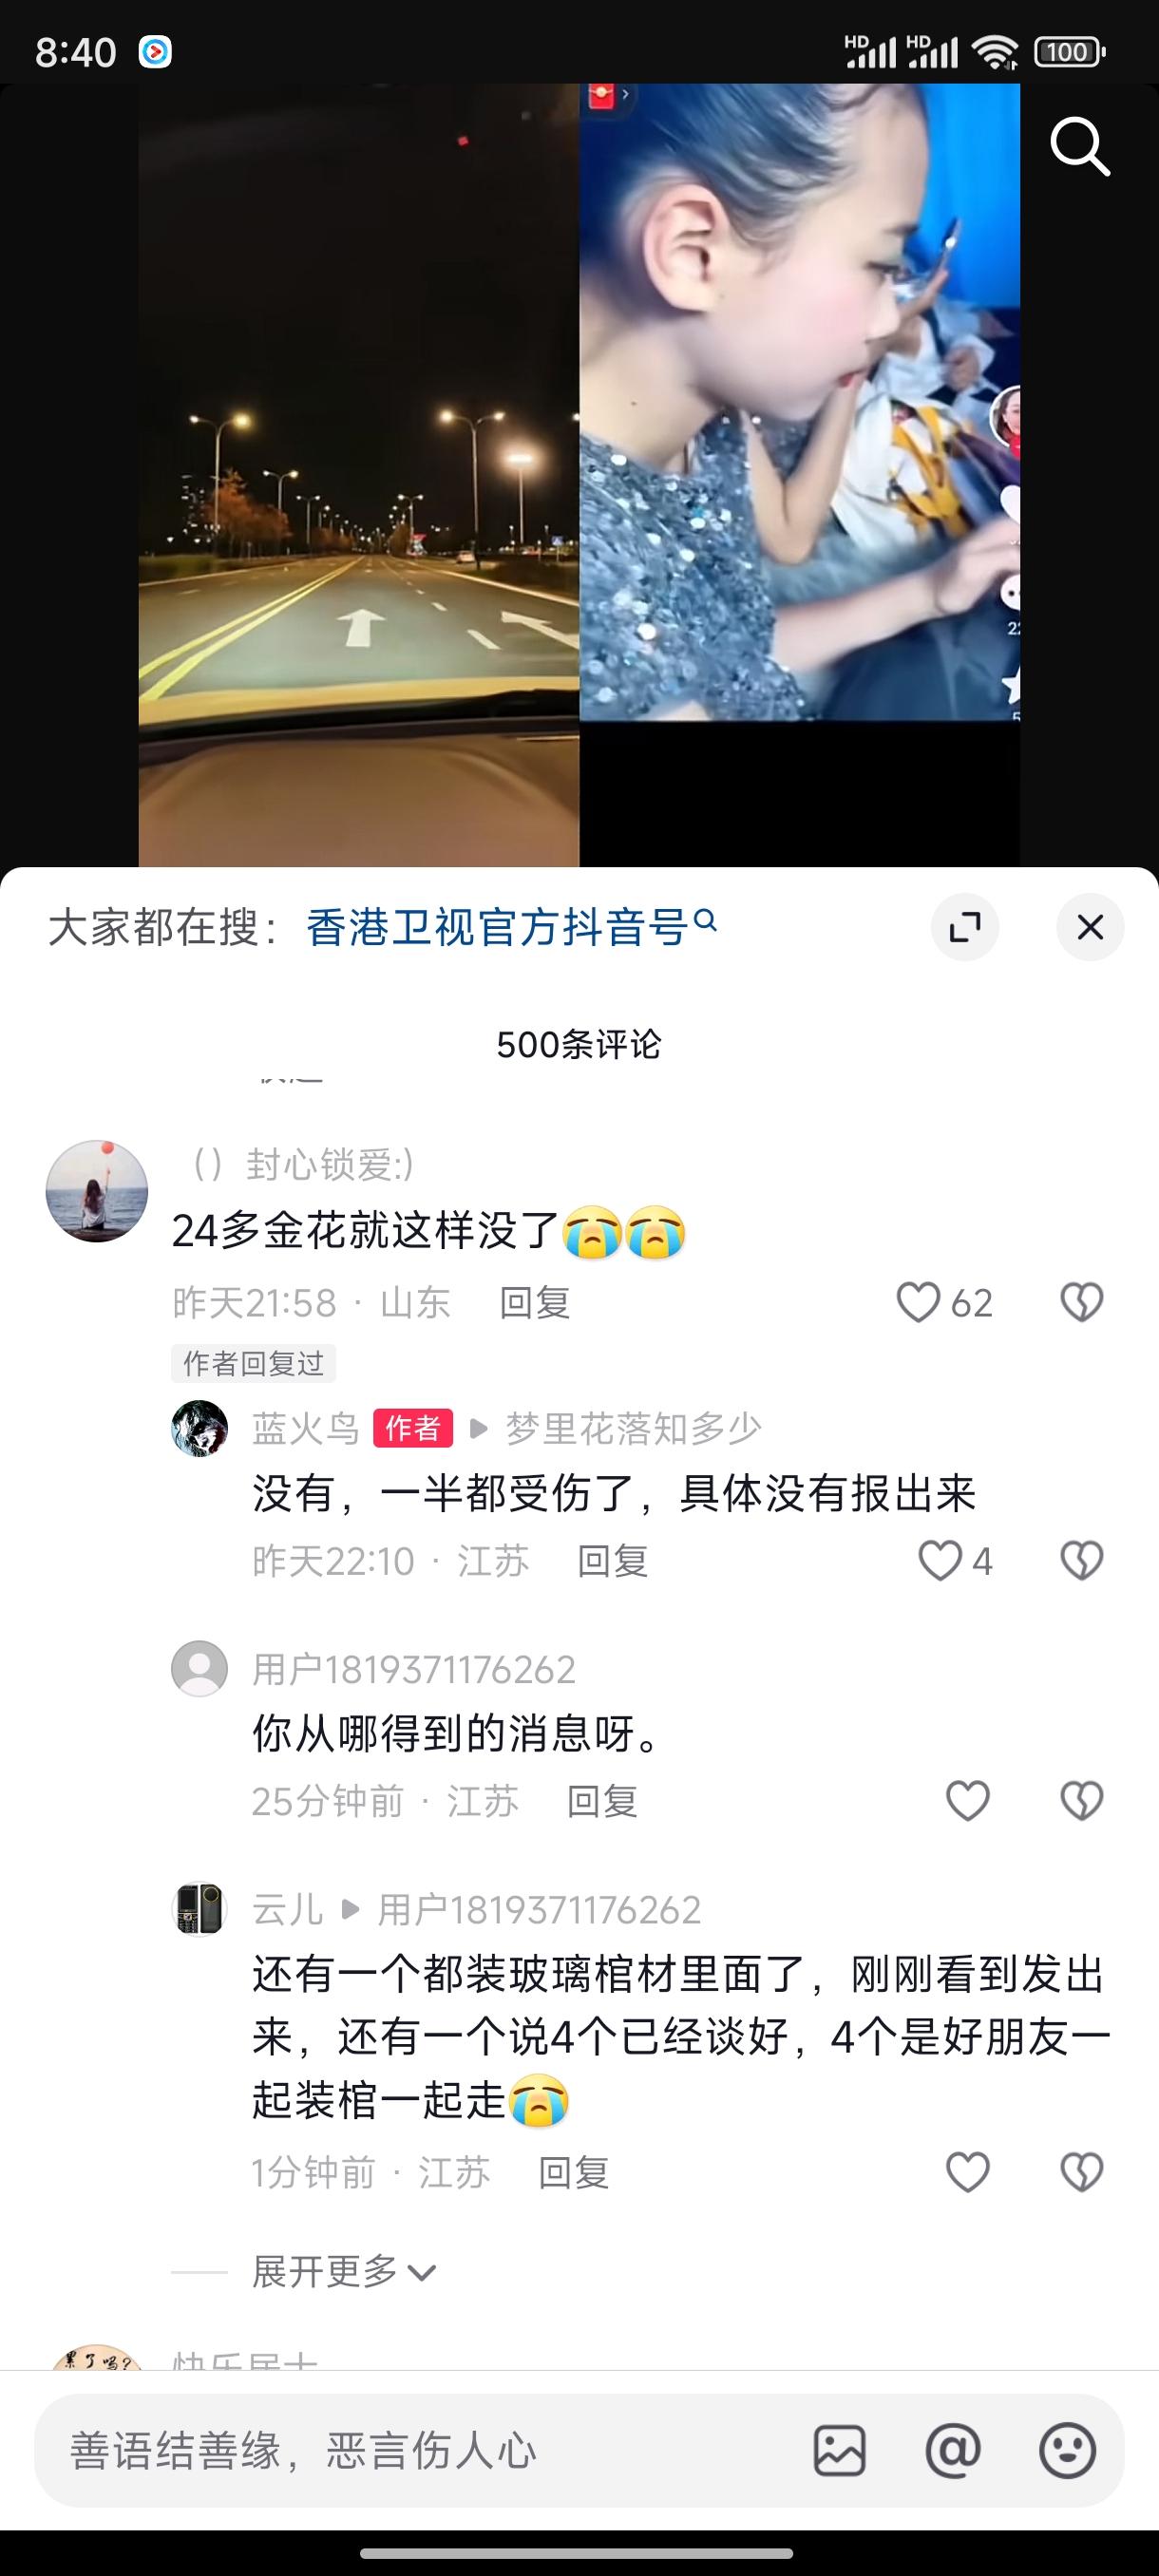 8:40
HD HD 100
22
5
大家都在搜：香港卫视官方抖音号
500条评论
（）封心锁爱:）
24多金花就这样没了😭😭
昨天21:58 · 山东 回复 62
作者回复过
蓝火鸟 作者 ▶ 梦里花落知多少
没有，一半都受伤了，具体没有报出来
昨天22:10 · 江苏 回复 4
用户1819371176262
你从哪得到的消息呀。
25分钟前 · 江苏 回复
云儿 ▶ 用户1819371176262
还有一个都装玻璃棺材里面了，刚刚看到发出
来，还有一个说4个已经谈好，4个是好朋友一
起装棺一起走😭
1分钟前 · 江苏 回复
展开更多
累了吗?
快乐居士
善语结善缘，恶言伤人心